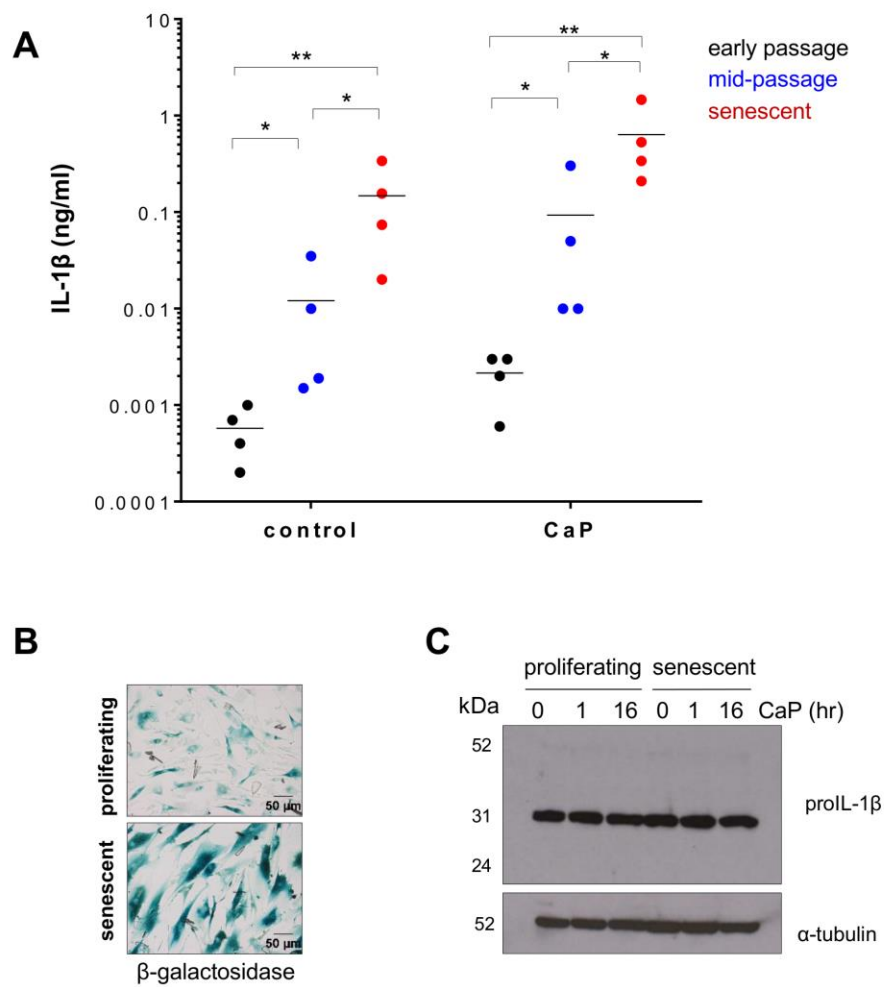 A
10
1
0.1
0.01
0.001
0.0001
IL-1β (ng/ml)
** 
* *
**
* *
control CaP
early passage
mid-passage
senescent
B
proliferating
50 µm
senescent
50 µm
β-galactosidase
C
proliferating senescent
kDa 0 1 16 0 1 16 CaP (hr)
52
31
24
proIL-1β
52
α-tubulin